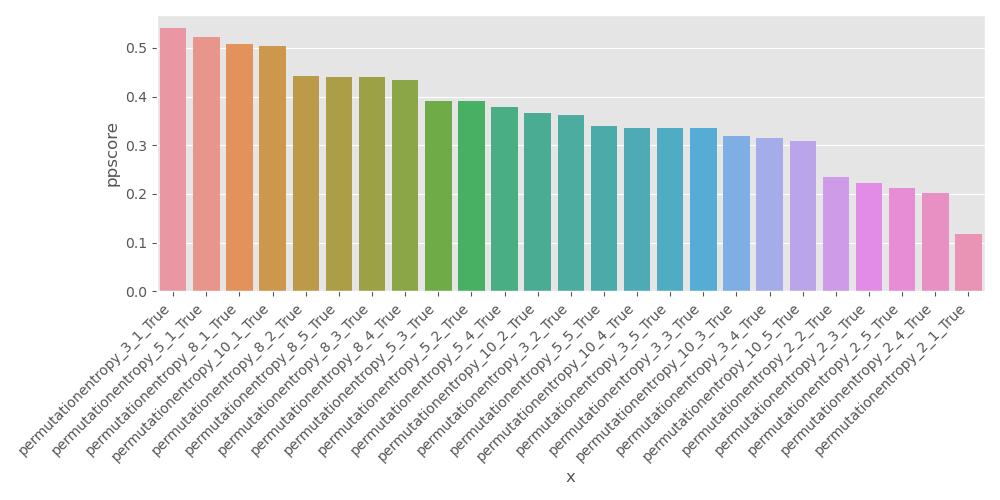 0.5
0.4
0.3
0.2
0.1
0.0
ppscore
permutationentropy_3_1_True
permutationentropy_5_1_True
permutationentropy_8_1_True
permutationentropy_10_1_True
permutationentropy_8_2_True
permutationentropy_8_5_True
permutationentropy_8_3_True
permutationentropy_8_4_True
permutationentropy_5_3_True
permutationentropy_5_2_True
permutationentropy_5_4_True
permutationentropy_10_2_True
permutationentropy_3_2_True
permutationentropy_5_5_True
permutationentropy_10_4_True
permutationentropy_3_5_True
permutationentropy_3_3_True
permutationentropy_10_3_True
permutationentropy_3_4_True
permutationentropy_10_5_True
permutationentropy_2_2_True
permutationentropy_2_3_True
permutationentropy_2_5_True
permutationentropy_2_4_True
permutationentropy_2_1_True
x